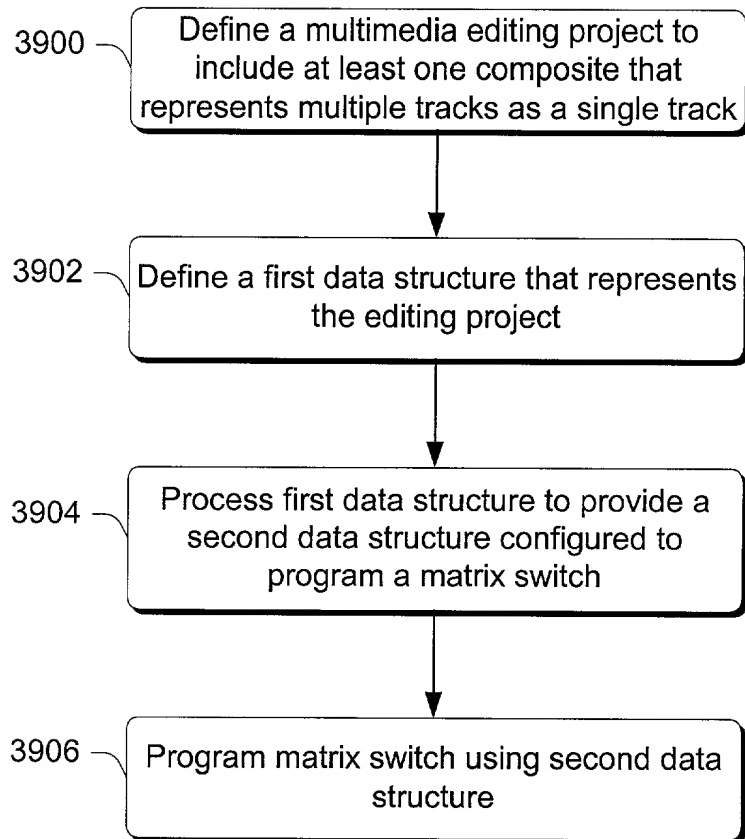 3900
Define a multimedia editing project to
include at least one composite that
represents multiple tracks as a single track
3902
Define a first data structure that represents
the editing project
3904
Process first data structure to provide a
second data structure configured to
program a matrix switch
3906
Program matrix switch using second data
structure